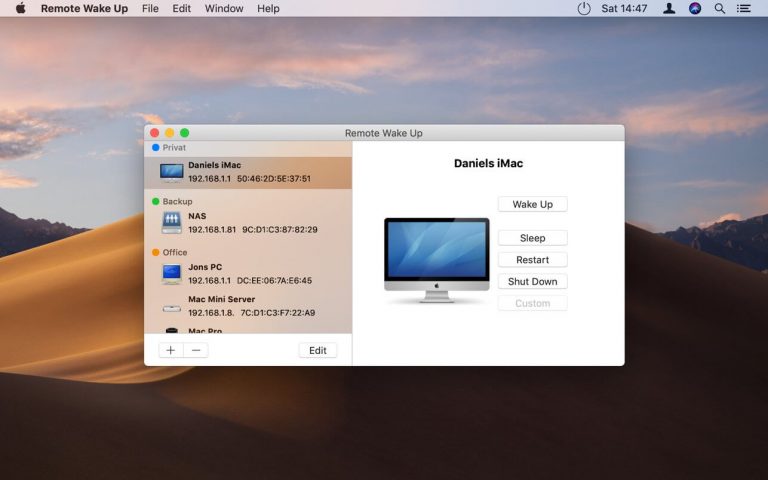 Remote Wake Up File Edit Window Help Sat 14:47
Remote Wake Up
Privat
Daniels iMac
192.168.1.1 50:46:2D:5E:37:51
Backup
NAS
192.168.1.81 9C:D1:C3:87:82:29
Office
Jons PC
192.168.1.1 DC:EE:06:7A:E6:45
Mac Mini Server
192.168.1.8. 7C:D1:C3:F7:22:A9
Mac Pro
Edit
Daniels iMac
Wake Up
Sleep
Restart
Shut Down
Custom